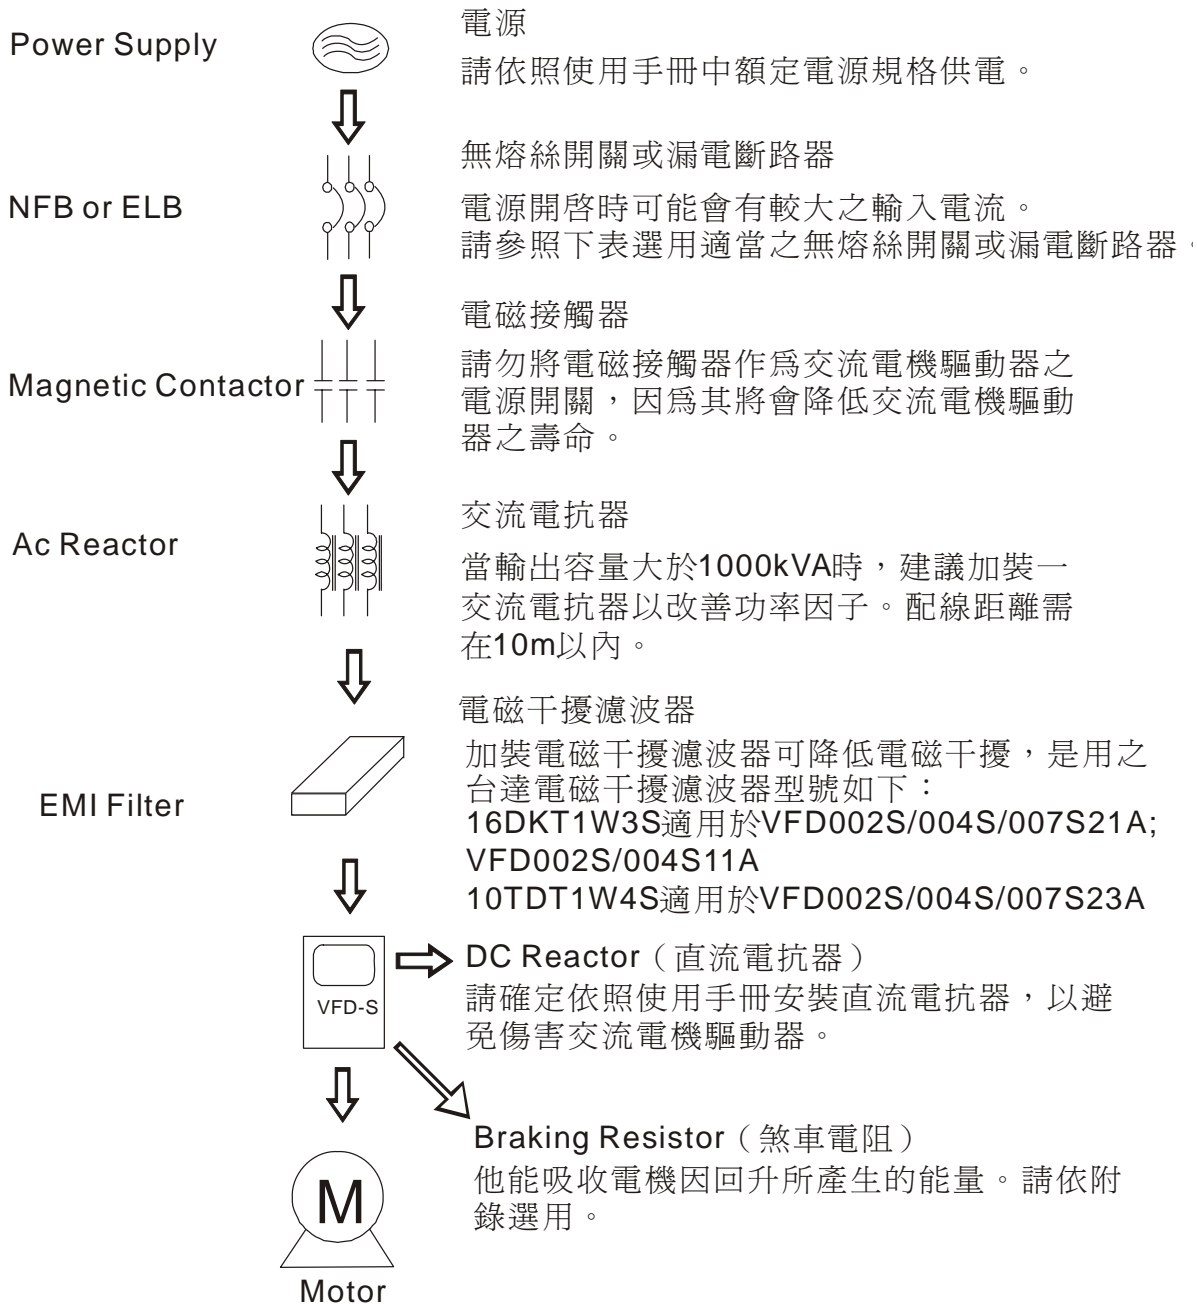 Power Supply
電源
請依照使用手冊中額定電源規格供電。
NFB or ELB
無熔絲開關或漏電斷路器
電源開啓時可能會有較大之輸入電流。
請參照下表選用適當之無熔絲開關或漏電斷路器。
Magnetic Contactor
電磁接觸器
請勿將電磁接觸器作爲交流電機驅動器之
電源開關，因爲其將會降低交流電機驅動
器之壽命。
Ac Reactor
交流電抗器
當輸出容量大於1000kVA時，建議加裝一
交流電抗器以改善功率因子。配線距離需
在10m以內。
EMI Filter
電磁干擾濾波器
加裝電磁干擾濾波器可降低電磁干擾，是用之
台達電磁干擾濾波器型號如下：
16DKT1W3S適用於VFD002S/004S/007S21A;
VFD002S/004S11A
10TDT1W4S適用於VFD002S/004S/007S23A
VFD-S
DC Reactor（直流電抗器）
請確定依照使用手冊安裝直流電抗器，以避
免傷害交流電機驅動器。
Braking Resistor（煞車電阻）
他能吸收電機因回升所產生的能量。請依附
錄選用。
M
Motor